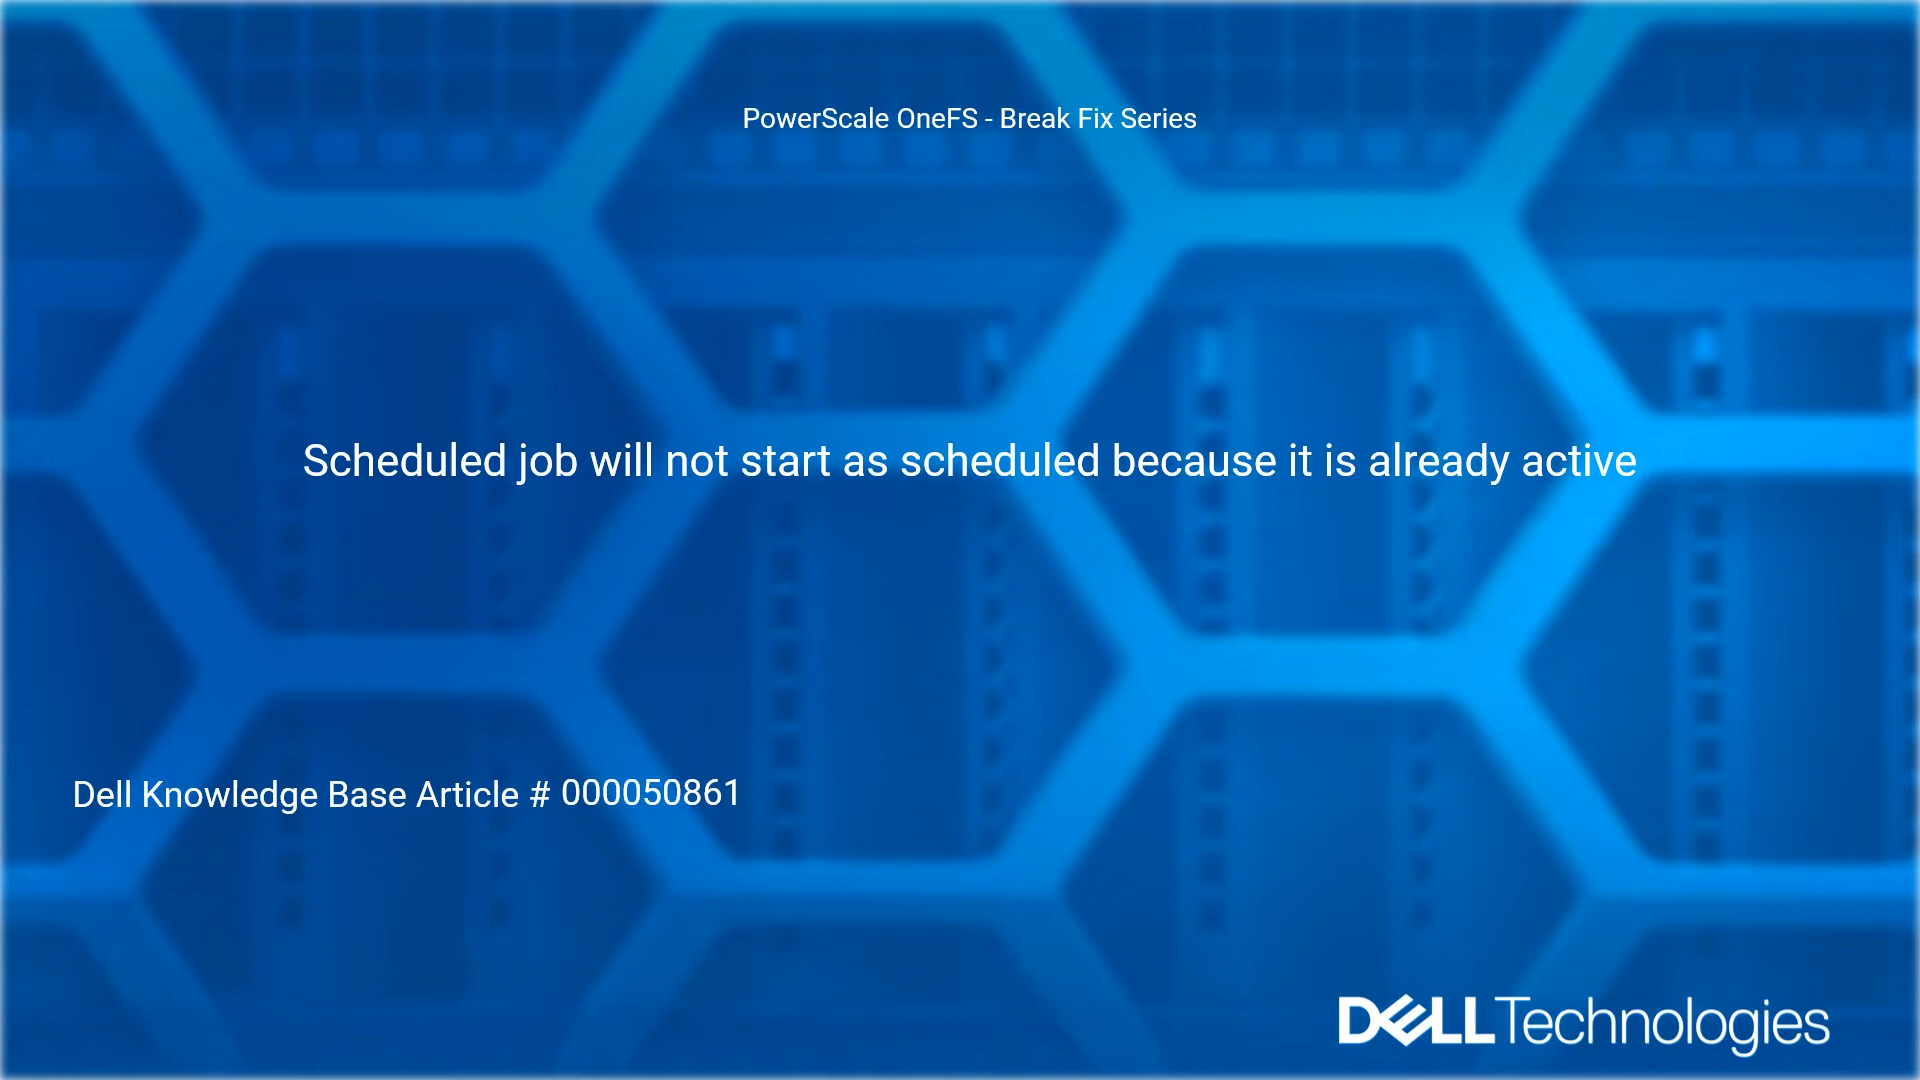 PowerScale OneFS - Break Fix Series
Scheduled job will not start as scheduled because it is already active
Dell Knowledge Base Article # 000050861
DELL Technologies